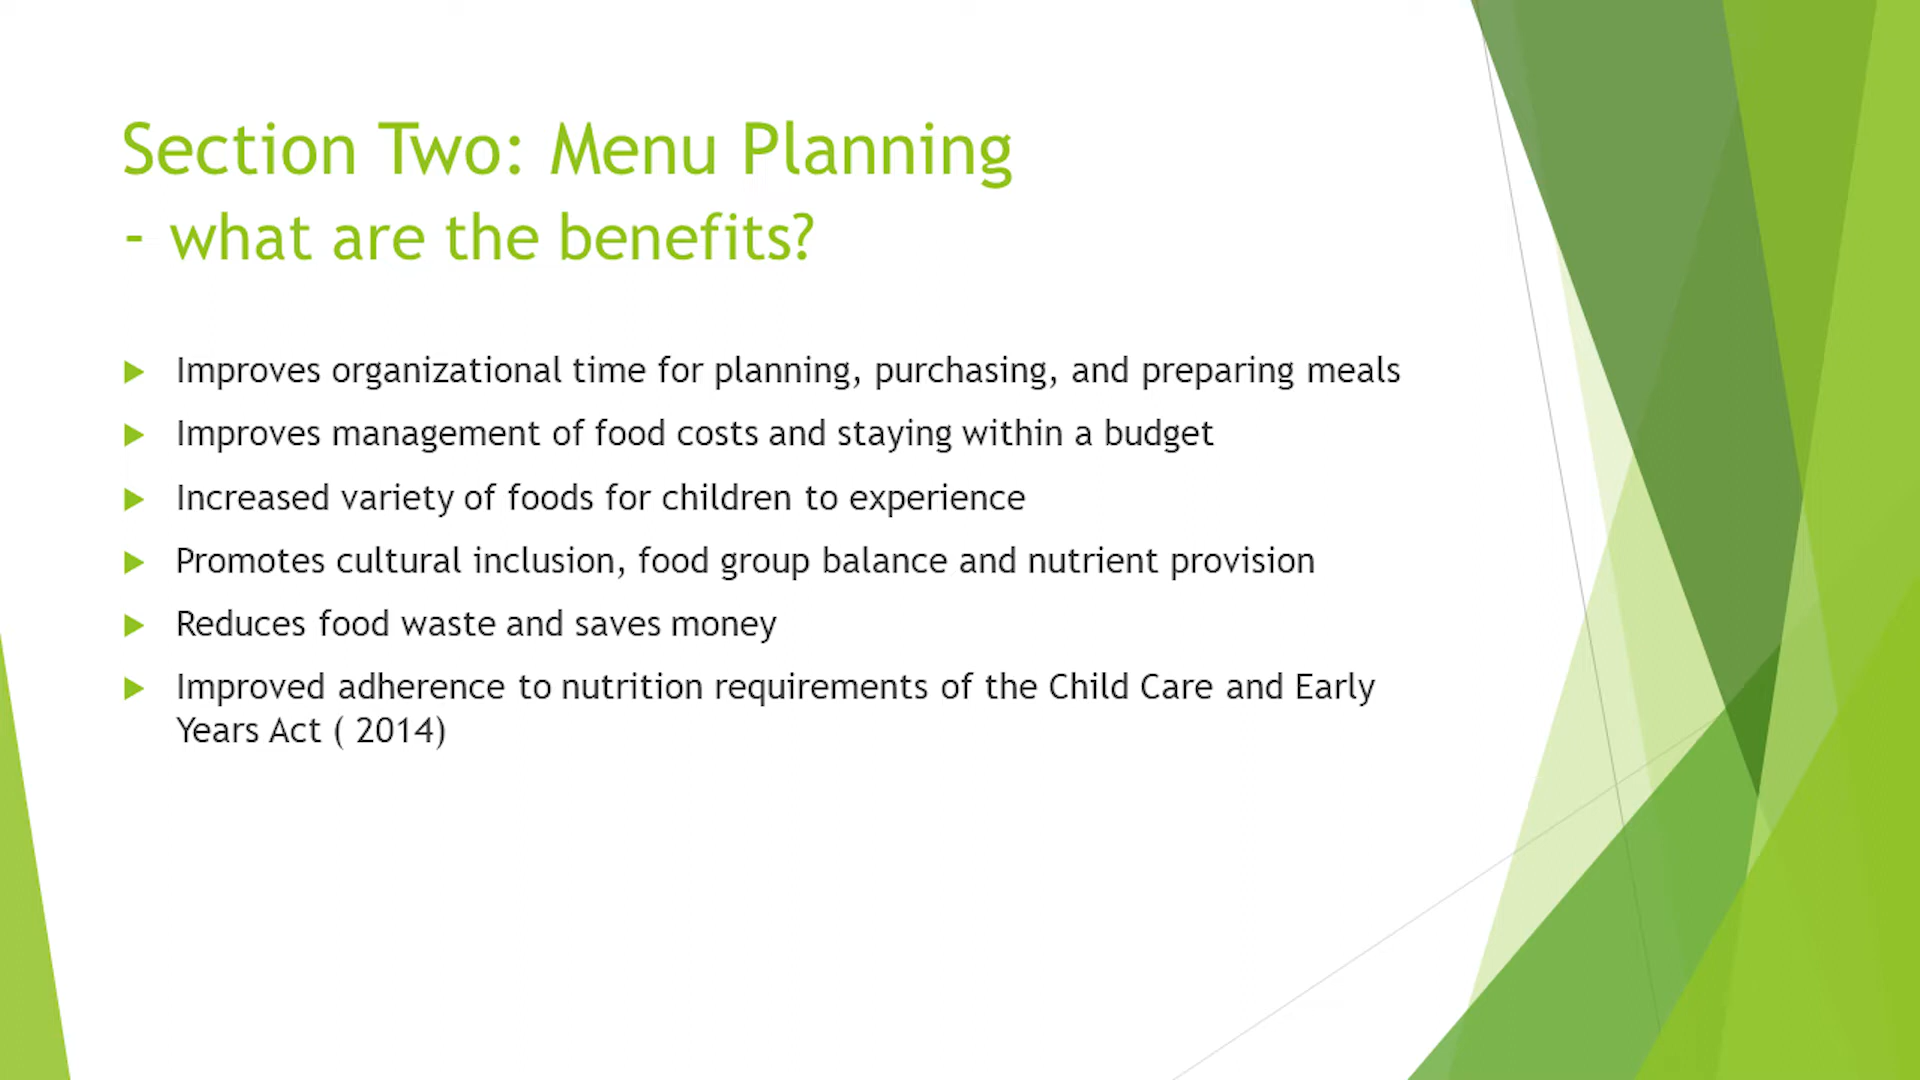 Section Two: Menu Planning
- what are the benefits?
Improves organizational time for planning, purchasing, and preparing meals
Improves management of food costs and staying within a budget
Increased variety of foods for children to experience
Promotes cultural inclusion, food group balance and nutrient provision
Reduces food waste and saves money
Improved adherence to nutrition requirements of the Child Care and Early
Years Act ( 2014)